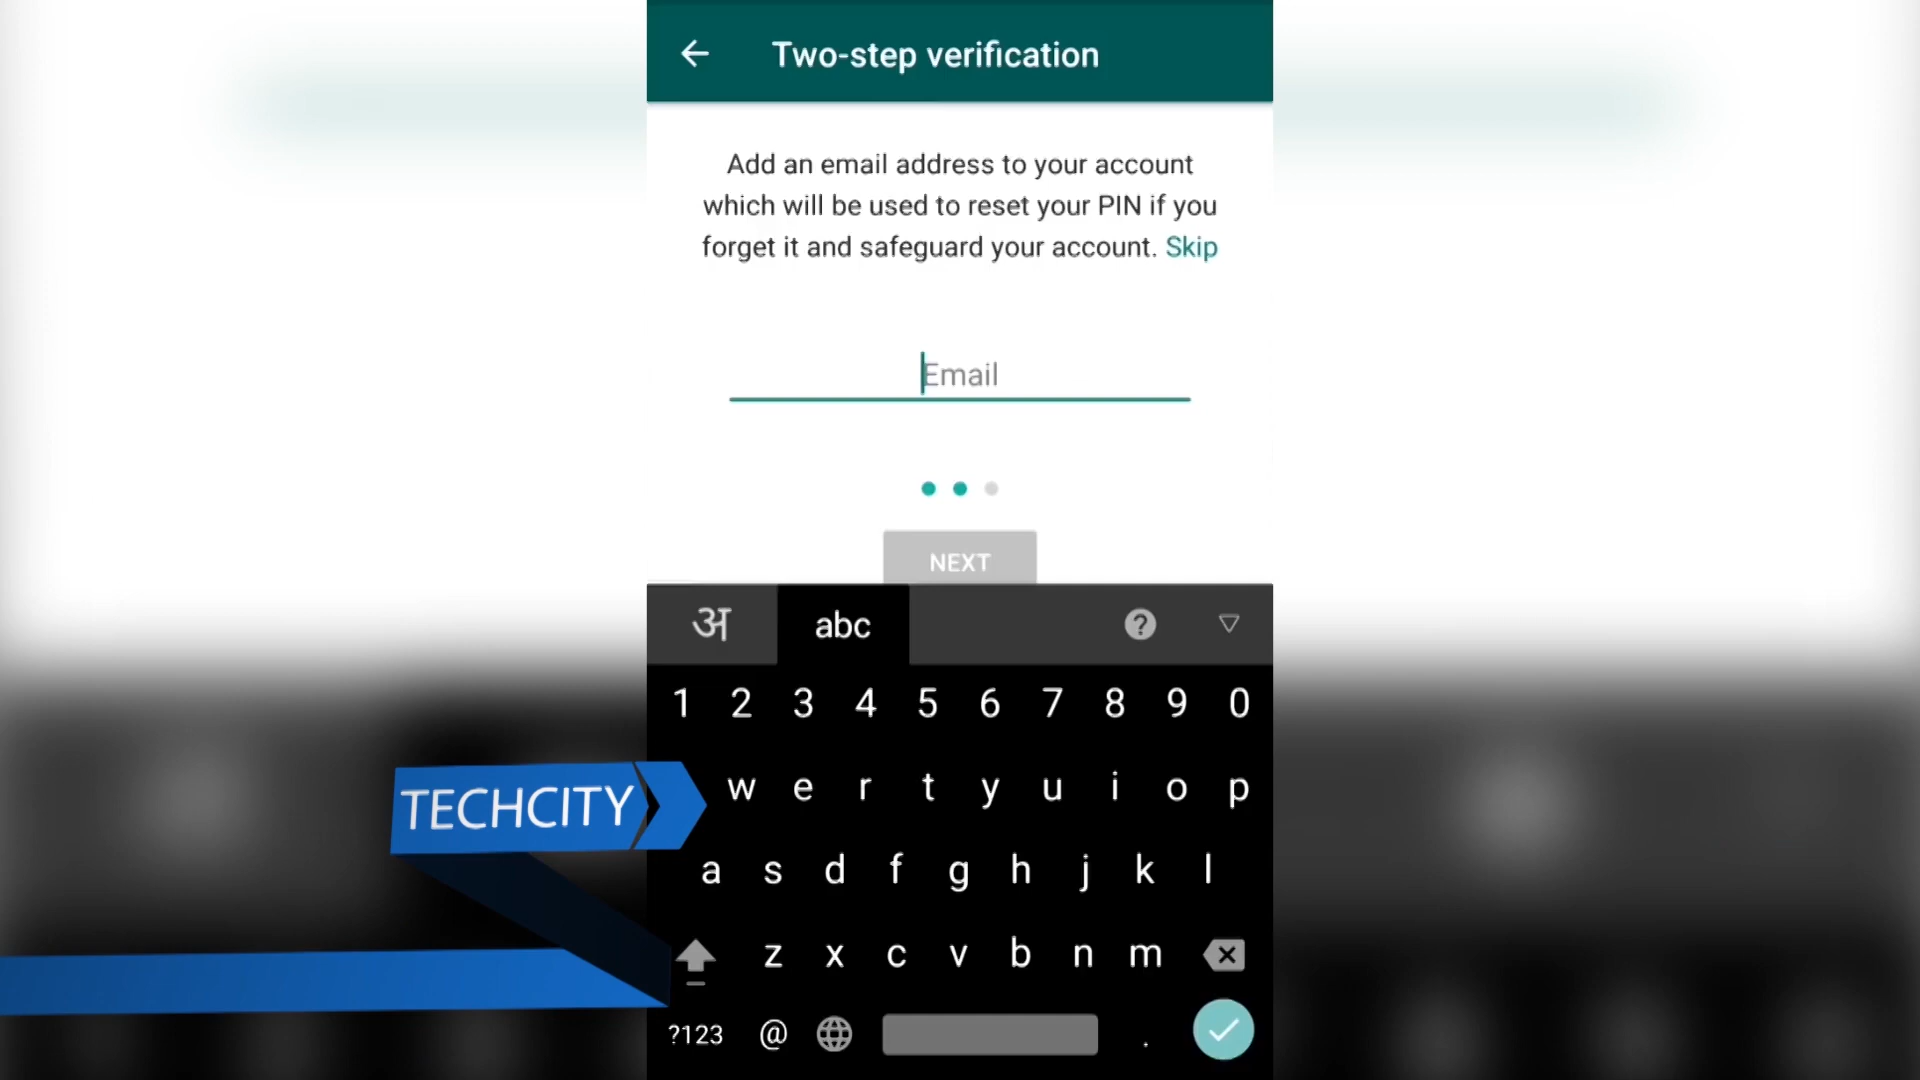 Two-step verification
Add an email address to your account
which will be used to reset your PIN if you
forget it and safeguard your account. Skip
Email
NEXT
अ abc ?
1 2 3 4 5 6 7 8 9 0
TECHCITY
w e r t y u i o p
a s d f g h j k l
z x c v b n m
?123 @ .